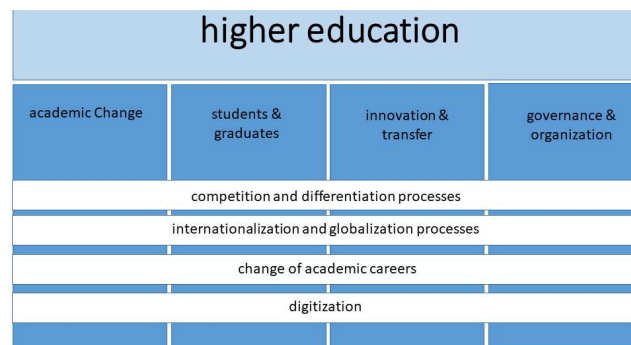 higher education
academic Change
students &
graduates
innovation &
transfer
governance &
organization
competition and differentiation processes
internationalization and globalization processes
change of academic careers
digitization